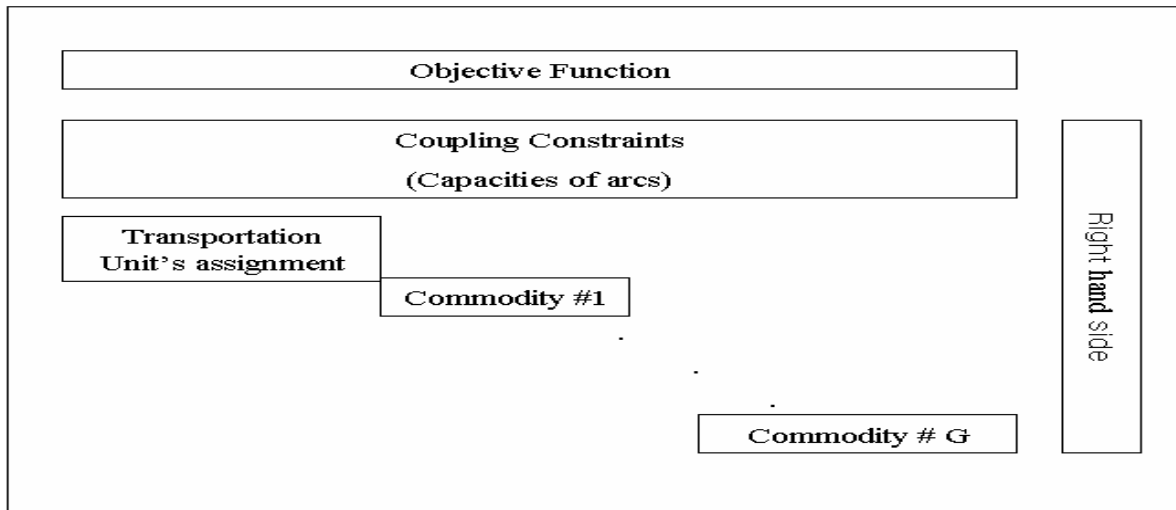 Objective Function
Coupling Constraints
(Capacities of arcs)
Transportation
Unit's assignment
Commodity #1
Commodity # G
Right hand side